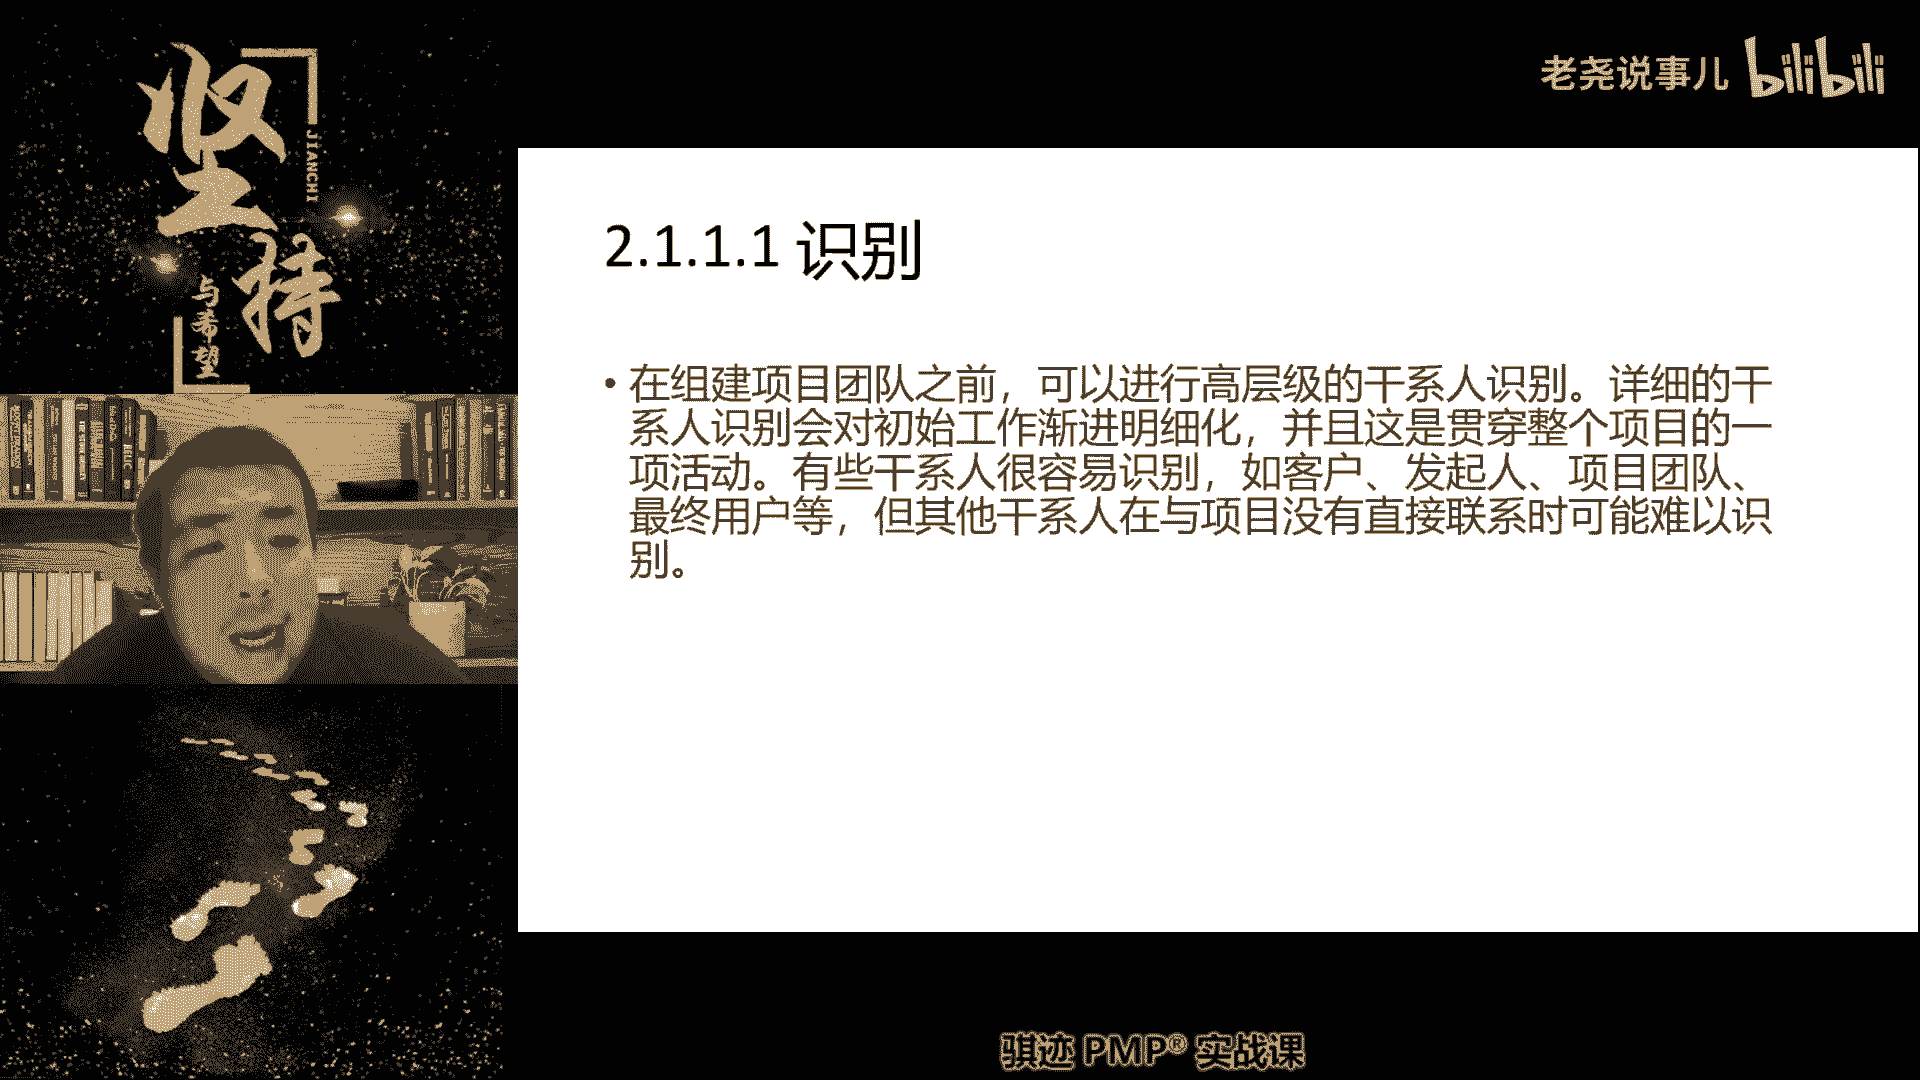 坚持
JIANCHI
与希望
老尧说事儿 bilibili
2.1.1.1 识别
• 在组建项目团队之前，可以进行高层级的干系人识别。详细的干
系人识别会对初始工作渐进明细化，并且这是贯穿整个项目的一
项活动。有些干系人很容易识别，如客户、发起人、项目团队、
最终用户等，但其他干系人在与项目没有直接联系时可能难以识
别。
骐迹 PMP® 实战课